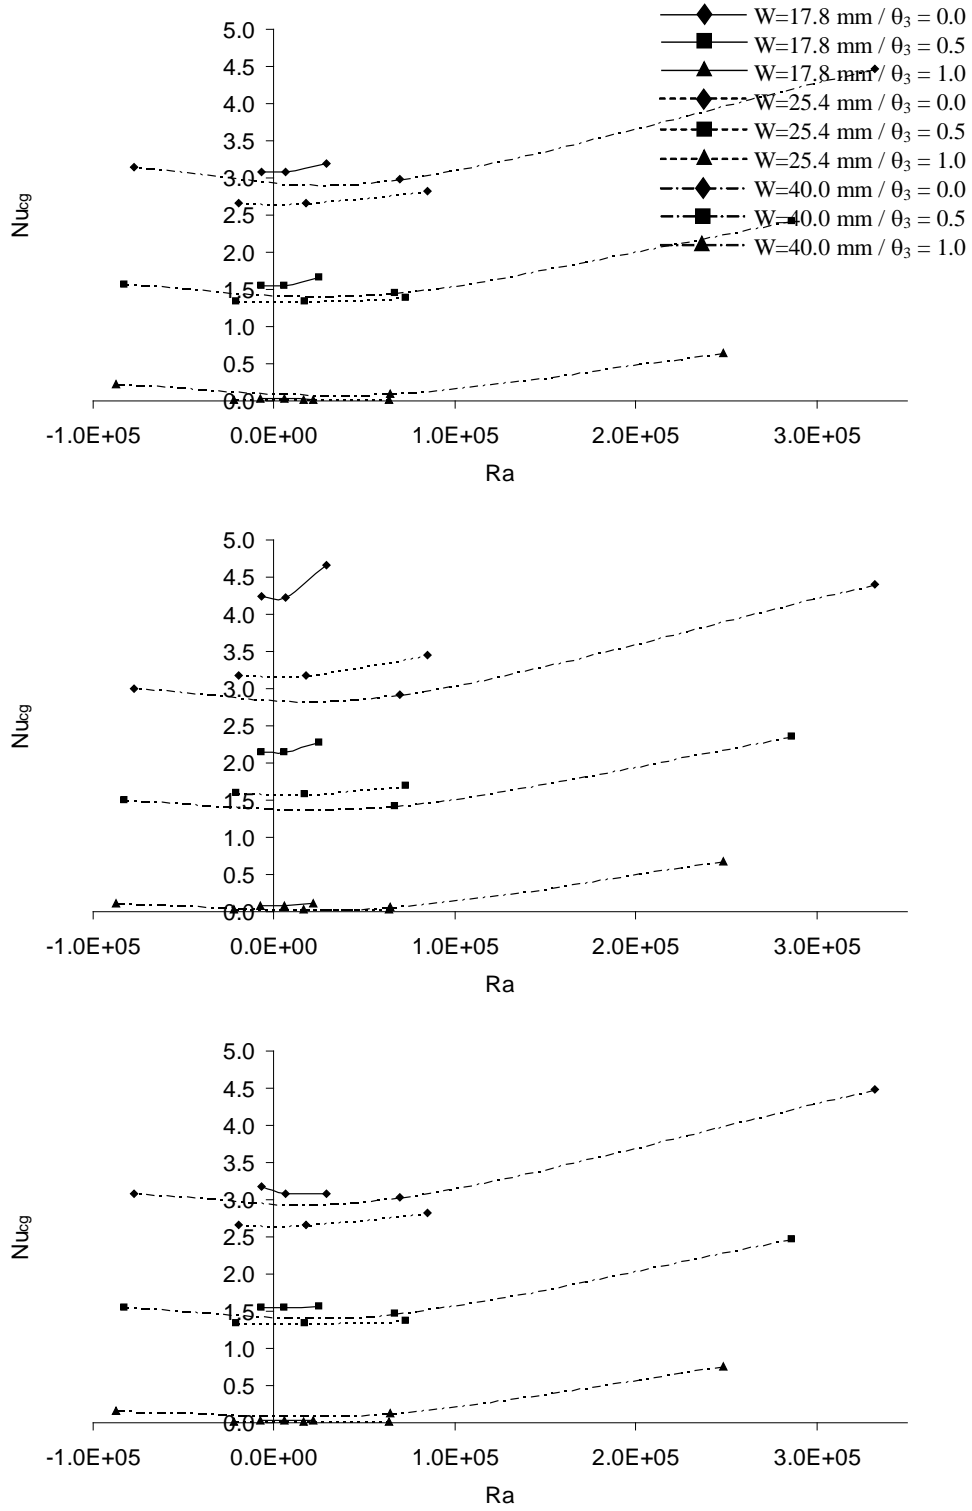 W=17.8 mm / θ₃ = 0.0
W=17.8 mm / θ₃ = 0.5
W=17.8 mm / θ₃ = 1.0
W=25.4 mm / θ₃ = 0.0
W=25.4 mm / θ₃ = 0.5
W=25.4 mm / θ₃ = 1.0
W=40.0 mm / θ₃ = 0.0
W=40.0 mm / θ₃ = 0.5
W=40.0 mm / θ₃ = 1.0
5.0
4.5
4.0
3.5
3.0
2.5
2.0
1.5
1.0
0.5
0.0
Nucg
-1.0E+05 0.0E+00 1.0E+05 2.0E+05 3.0E+05
Ra
5.0
4.5
4.0
3.5
3.0
2.5
2.0
1.5
1.0
0.5
0.0
Nucg
-1.0E+05 0.0E+00 1.0E+05 2.0E+05 3.0E+05
Ra
5.0
4.5
4.0
3.5
3.0
2.5
2.0
1.5
1.0
0.5
0.0
Nucg
-1.0E+05 0.0E+00 1.0E+05 2.0E+05 3.0E+05
Ra